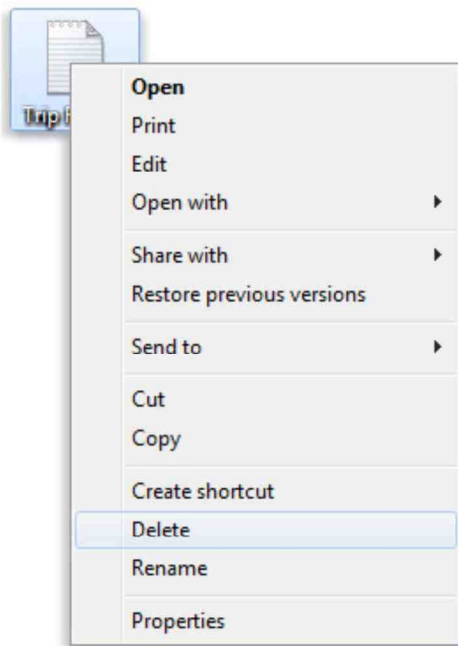 Trip
Open
Print
Edit
Open with
Share with
Restore previous versions
Send to
Cut
Copy
Create shortcut
Delete
Rename
Properties